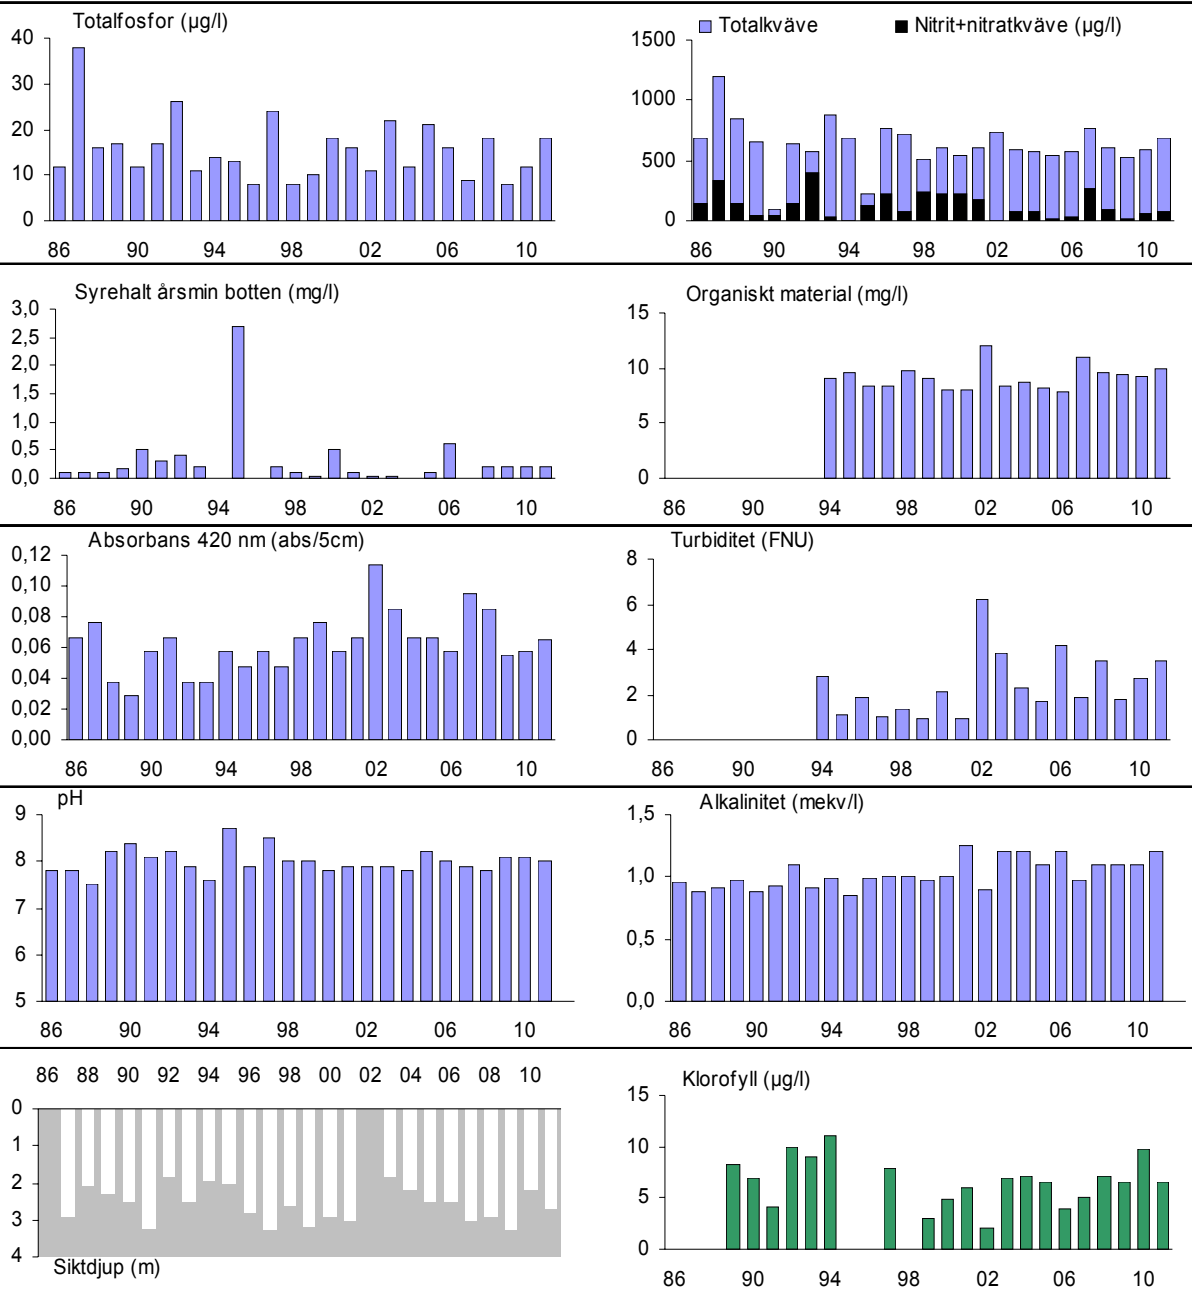 Totalfosfor (µg/l)
40
30
20
10
0
86 90 94 98 02 06 10
Totalkväve Nitrit+nitratkväve (µg/l)
1500
1000
500
0
86 90 94 98 02 06 10
Syrehalt årsmin botten (mg/l)
3,0
2,5
2,0
1,5
1,0
0,5
0,0
86 90 94 98 02 06 10
Organiskt material (mg/l)
15
10
5
0
86 90 94 98 02 06 10
Absorbans 420 nm (abs/5cm)
0,12
0,10
0,08
0,06
0,04
0,02
0,00
86 90 94 98 02 06 10
Turbiditet (FNU)
8
6
4
2
0
86 90 94 98 02 06 10
pH
9
8
7
6
5
86 90 94 98 02 06 10
Alkalinitet (mekv/l)
1,5
1,0
0,5
0,0
86 90 94 98 02 06 10
86 88 90 92 94 96 98 00 02 04 06 08 10
0
1
2
3
4
Siktdjup (m)
Klorofyll (µg/l)
15
10
5
0
86 90 94 98 02 06 10